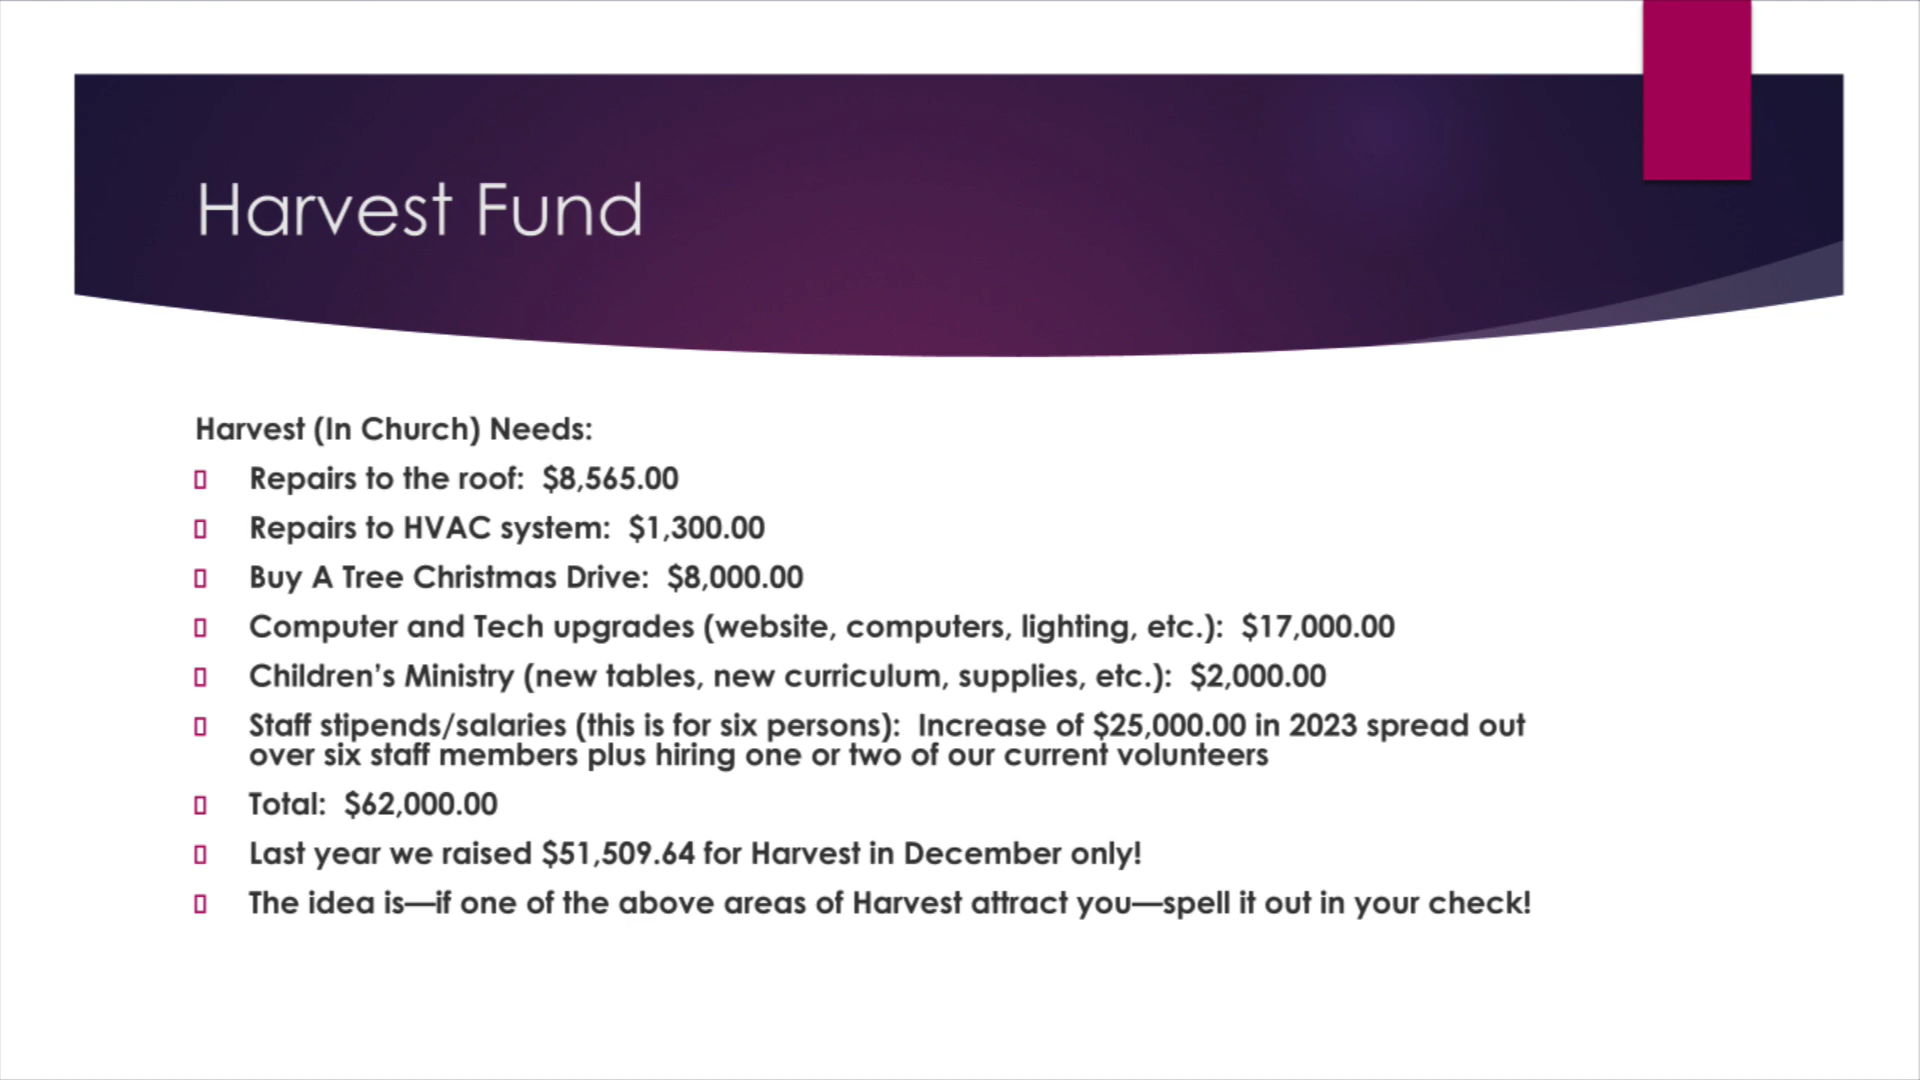 Harvest Fund
Harvest (In Church) Needs:
Repairs to the roof:  $8,565.00
Repairs to HVAC system:  $1,300.00
Buy A Tree Christmas Drive:  $8,000.00
Computer and Tech upgrades (website, computers, lighting, etc.):  $17,000.00
Children’s Ministry (new tables, new curriculum, supplies, etc.):  $2,000.00
Staff stipends/salaries (this is for six persons):  Increase of $25,000.00 in 2023 spread out
over six staff members plus hiring one or two of our current volunteers
Total:  $62,000.00
Last year we raised $51,509.64 for Harvest in December only!
The idea is—if one of the above areas of Harvest attract you—spell it out in your check!